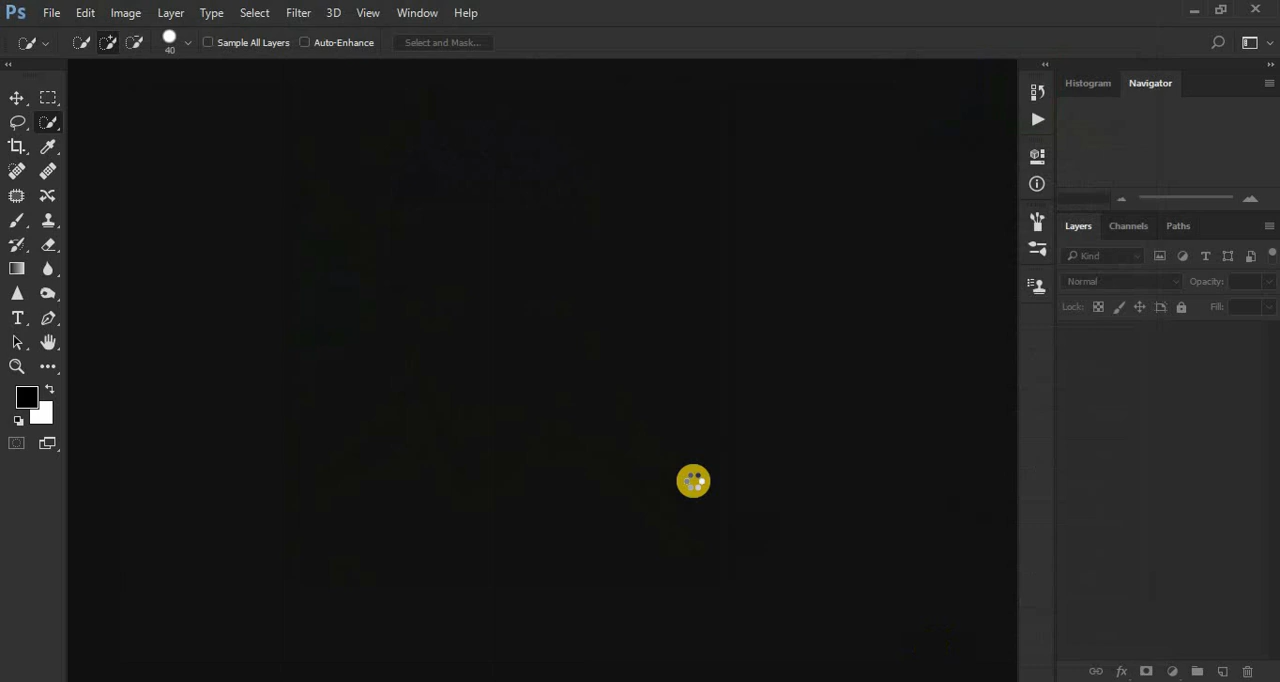 Ps File Edit Image Layer Type Select Filter 3D View Window Help
40 Sample All Layers Auto-Enhance Select and Mask...
Histogram Navigator
Layers Channels Paths
Kind
Normal Opacity:
Lock: Fill: